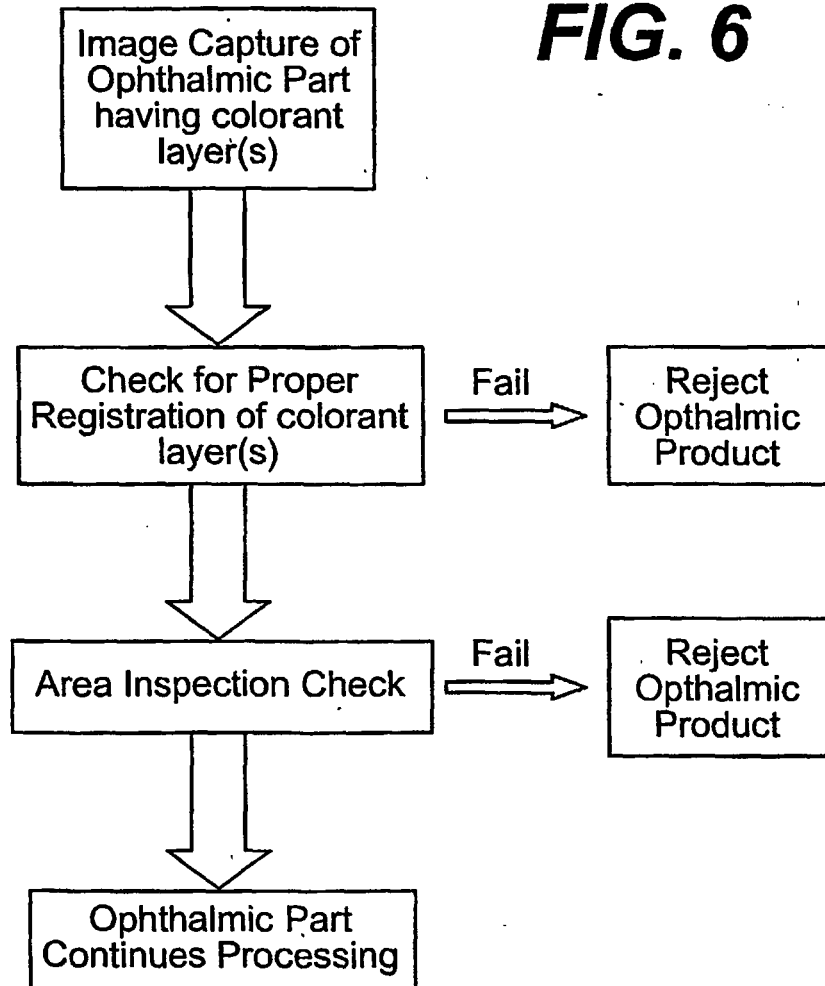 FIG. 6
Image Capture of
Ophthalmic Part
having colorant
layer(s)
Check for Proper
Registration of colorant
layer(s)
Fail
Reject
Opthalmic
Product
Area Inspection Check
Fail
Reject
Opthalmic
Product
Ophthalmic Part
Continues Processing